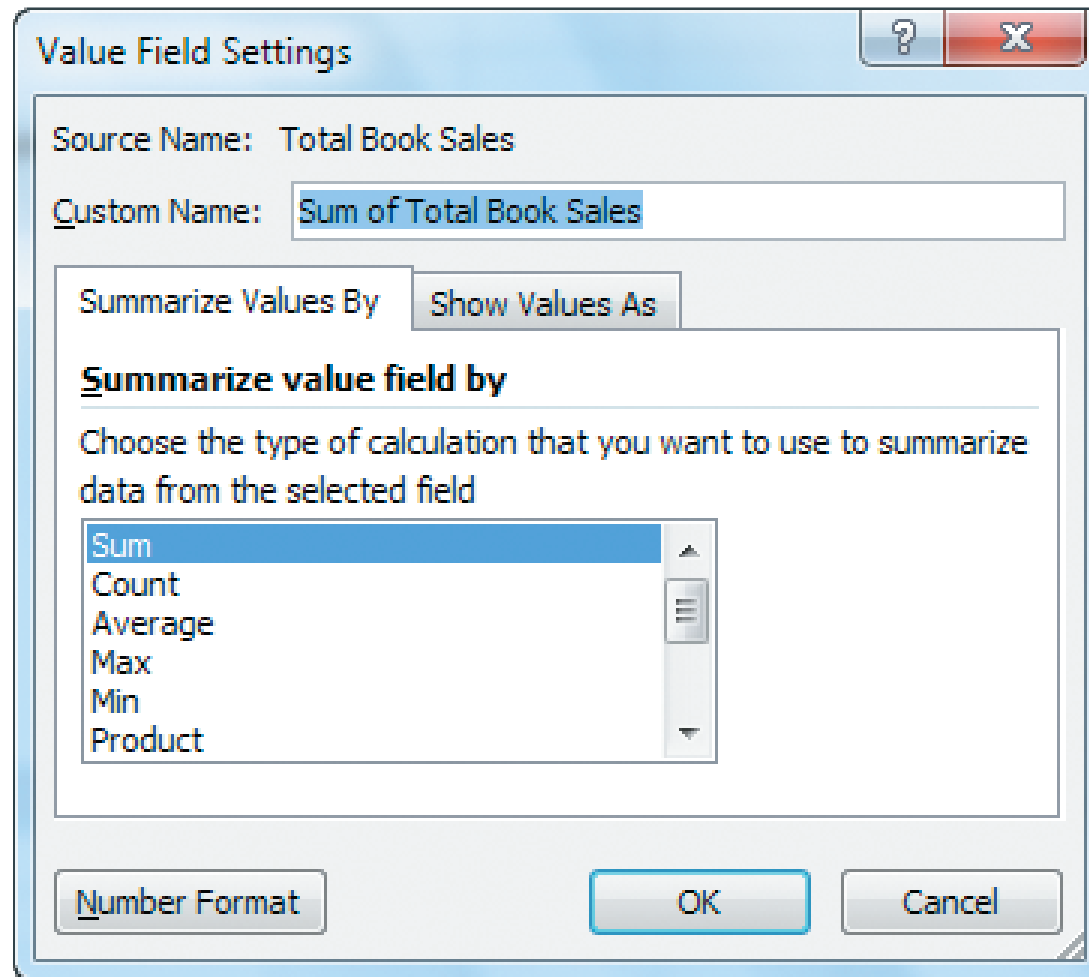 Value Field Settings
Source Name: Total Book Sales
Custom Name: Sum of Total Book Sales
Summarize Values By Show Values As
Summarize value field by
Choose the type of calculation that you want to use to summarize
data from the selected field
Sum
Count
Average
Max
Min
Product
Number Format OK Cancel